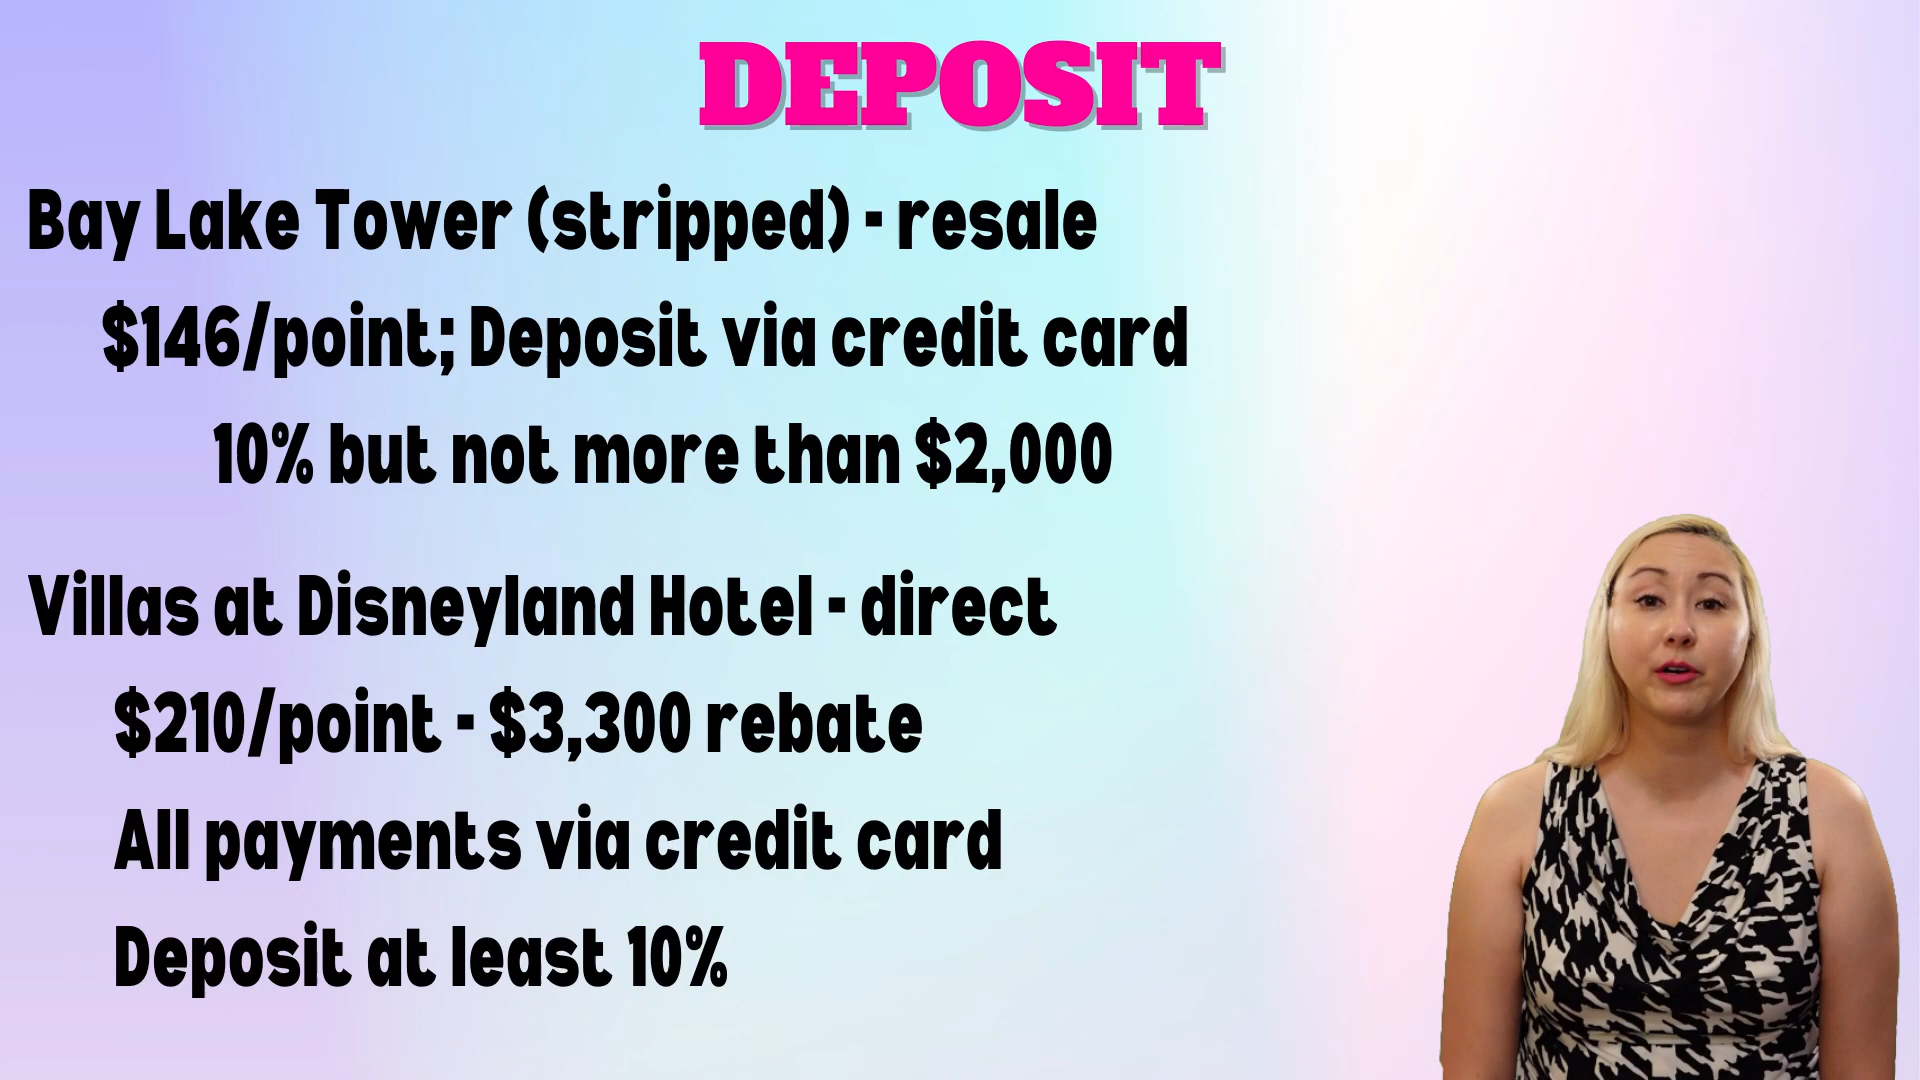 DEPOSIT
Bay Lake Tower (stripped) - resale
$146/point; Deposit via credit card
10% but not more than $2,000
Villas at Disneyland Hotel - direct
$210/point - $3,300 rebate
All payments via credit card
Deposit at least 10%